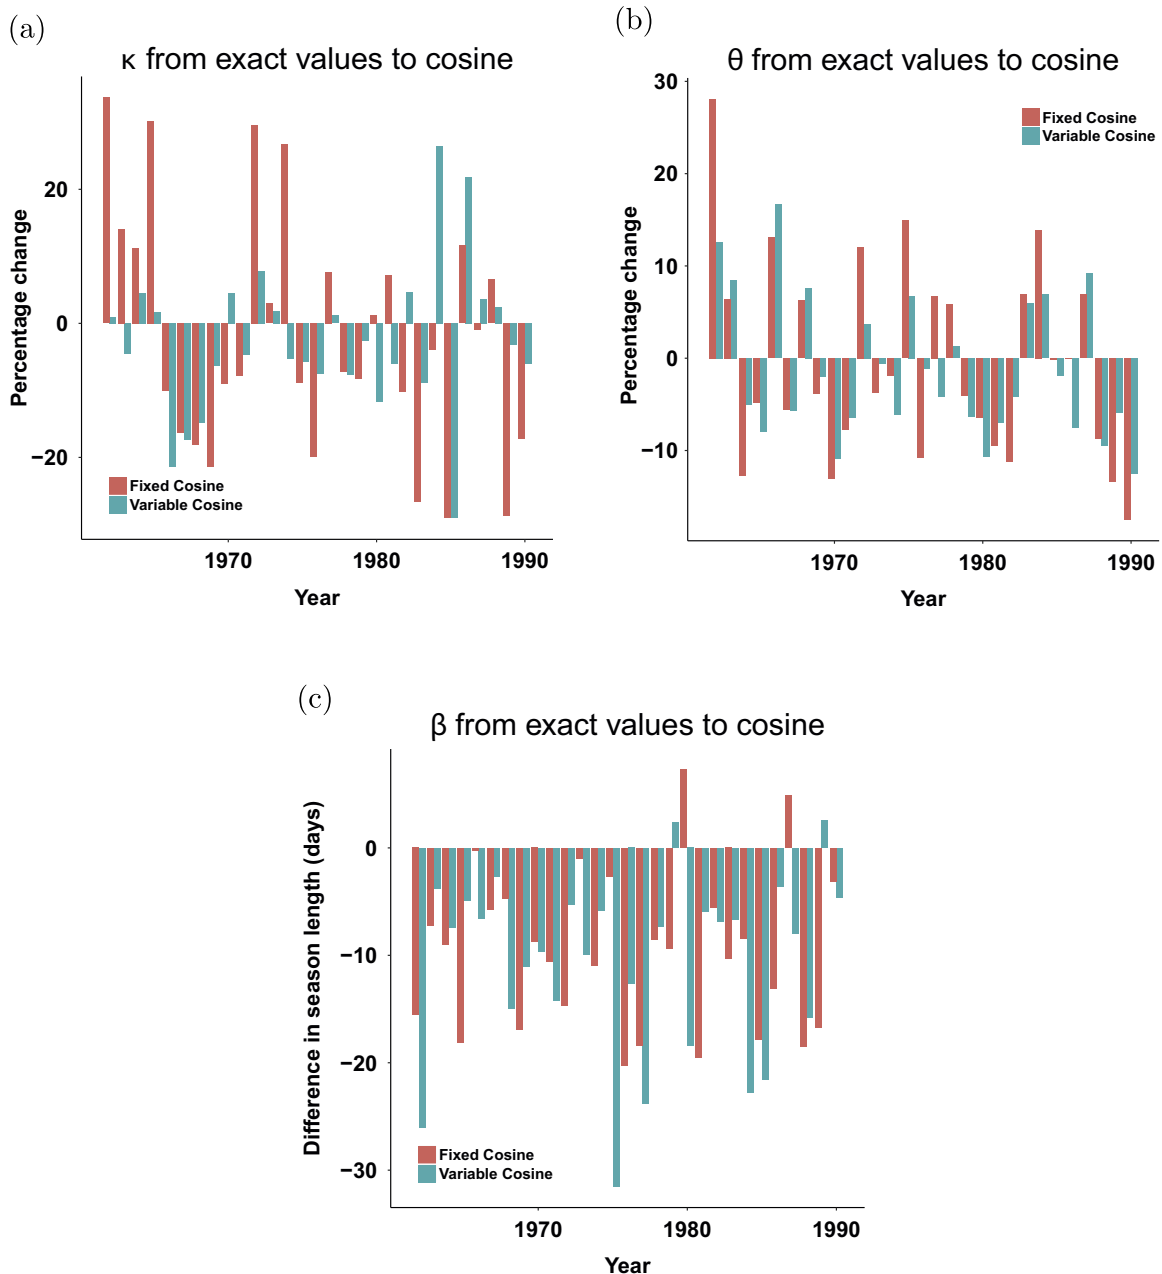 (a)
κ from exact values to cosine
Percentage change
20
0
−20
Fixed Cosine
Variable Cosine
1970
1980
1990
Year
(b)
θ from exact values to cosine
Percentage change
30
20
10
0
−10
Fixed Cosine
Variable Cosine
1970
1980
1990
Year
(c)
β from exact values to cosine
Difference in season length (days)
0
−10
−20
−30
Fixed Cosine
Variable Cosine
1970
1980
1990
Year